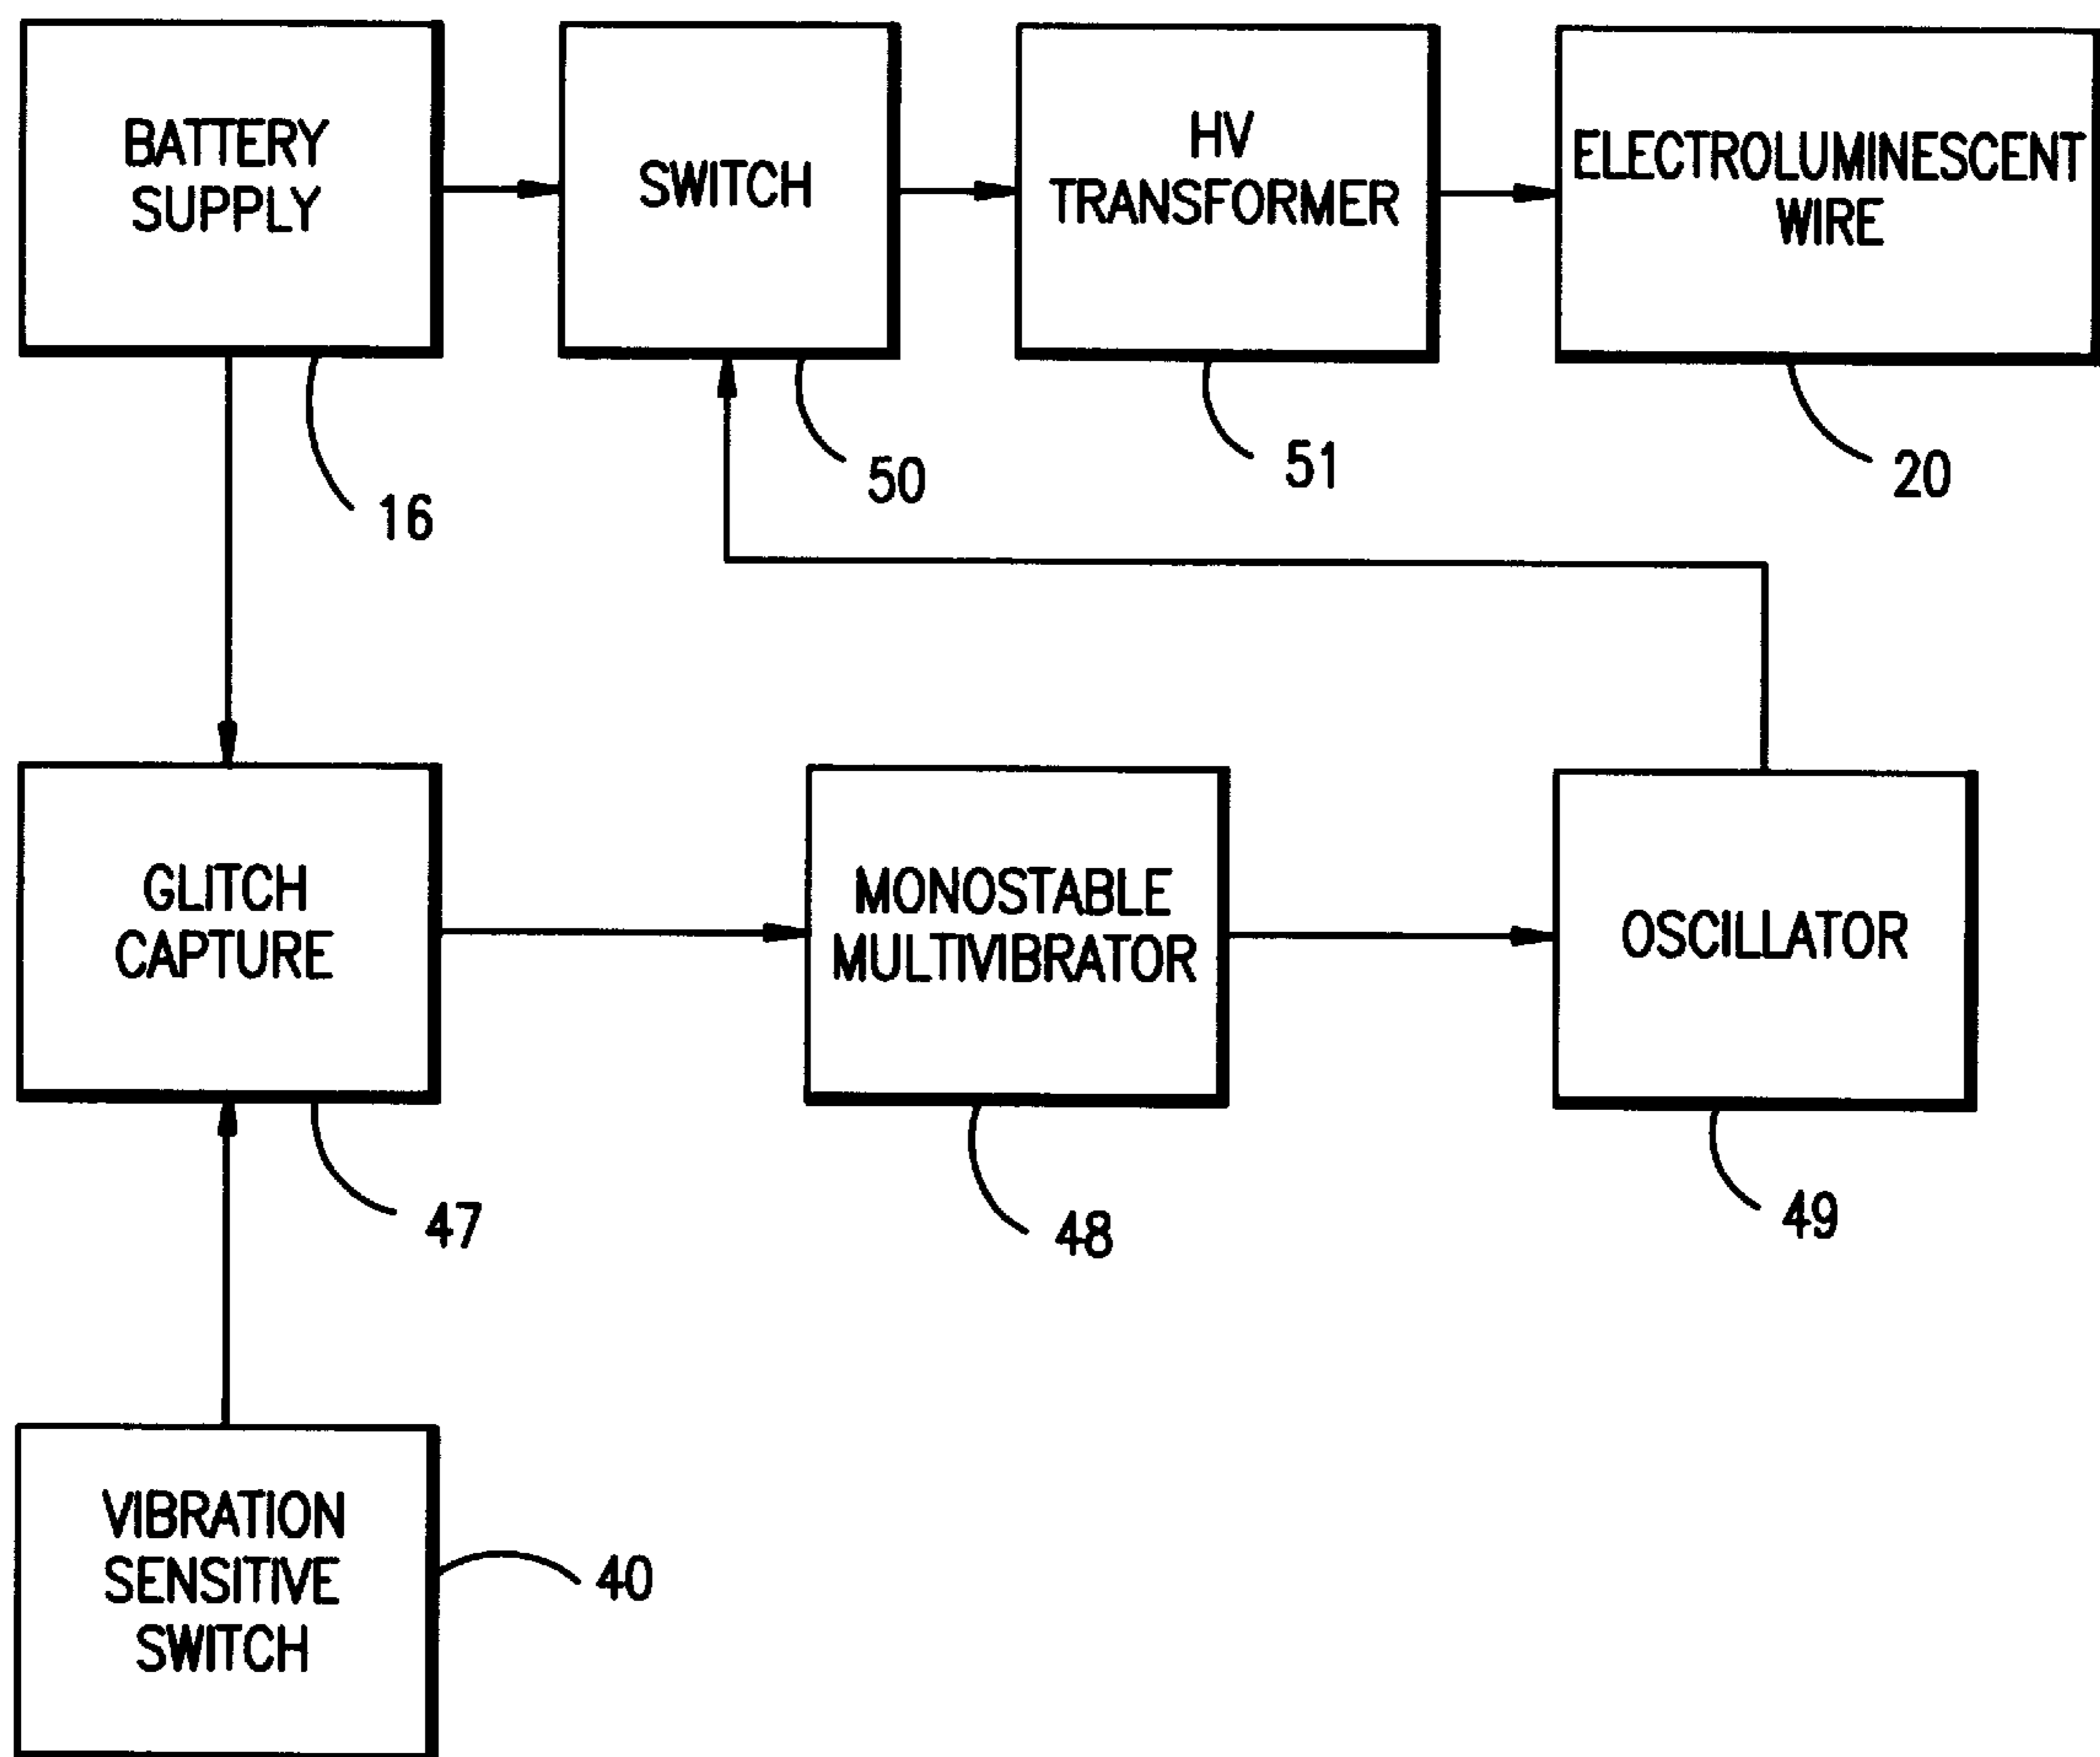 BATTERY
SUPPLY
SWITCH
HV
TRANSFORMER
ELECTROLUMINESCENT
WIRE
16
50
51
20
GLITCH
CAPTURE
MONOSTABLE
MULTIVIBRATOR
OSCILLATOR
47
48
49
VIBRATION
SENSITIVE
SWITCH
40